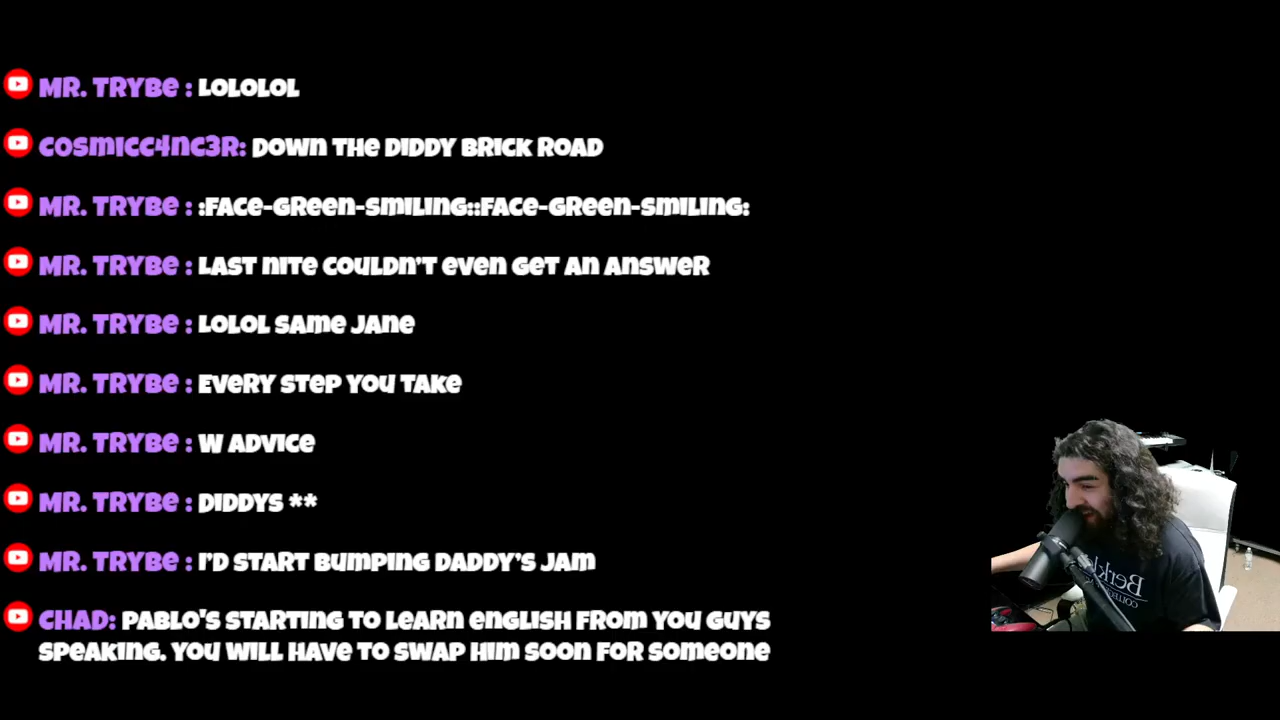 MR. TRYBE : LOLOLOL
COSMICC4NC3R: DOWN THE DIDDY BRICK ROAD
MR. TRYBE : :FACE-GREEN-SMILING::FACE-GREEN-SMILING:
MR. TRYBE : LAST NITE COULDN'T EVEN GET AN ANSWER
MR. TRYBE : LOLOL SAME JANE
MR. TRYBE : EVERY STEP YOU TAKE
MR. TRYBE : W ADVICE
MR. TRYBE : DIDDYS **
MR. TRYBE : I'D START BUMPING DADDY'S JAM
CHAD: PABLO'S STARTING TO LEARN ENGLISH FROM YOU GUYS
SPEAKING. YOU WILL HAVE TO SWAP HIM SOON FOR SOMEONE